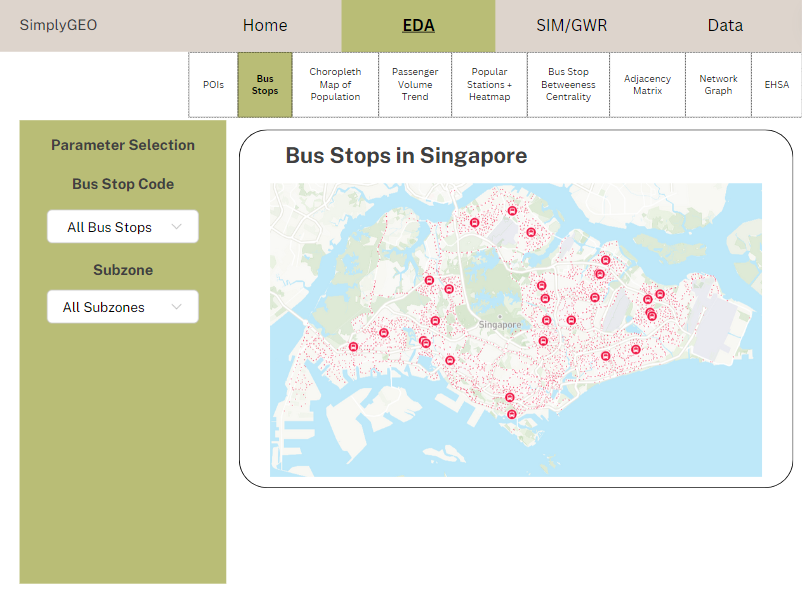 SimplyGEO
Home
EDA
SIM/GWR
Data
POIs
Bus
Stops
Choropleth
Map of
Population
Passenger
Volume
Trend
Popular
Stations +
Heatmap
Bus Stop
Betweeness
Centrality
Adjacency
Matrix
Network
Graph
EHSA
Parameter Selection
Bus Stop Code
All Bus Stops
Subzone
All Subzones
Bus Stops in Singapore
Singapore